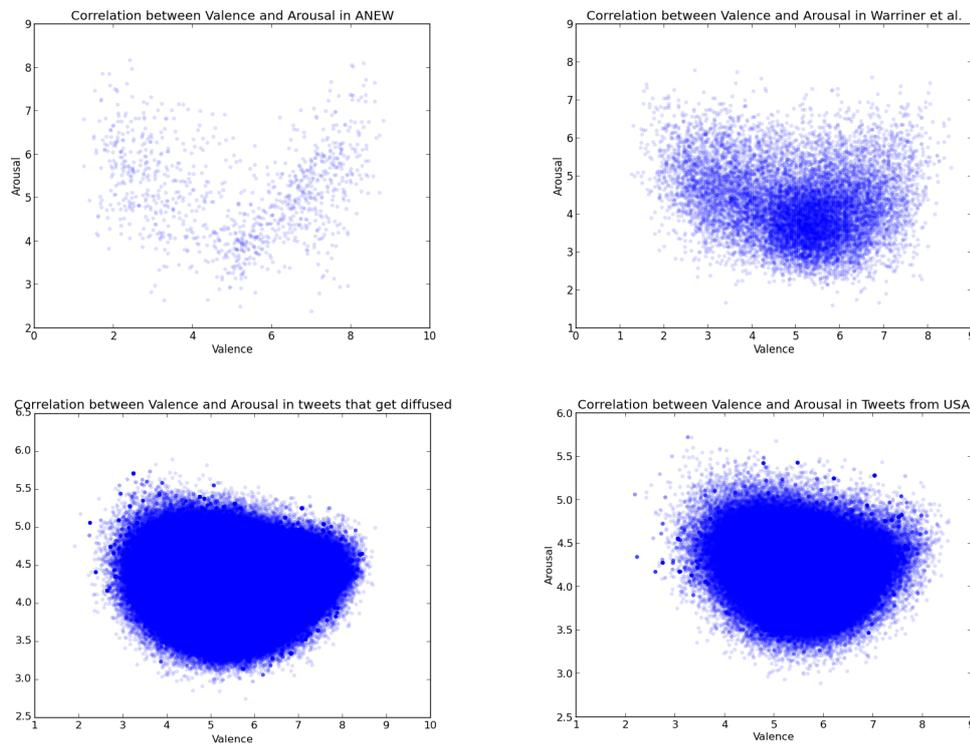 Correlation between Valence and Arousal in ANEW
9
8
7
6
5
4
3
2
Arousal
0 2 4 6 8 10
Valence
Correlation between Valence and Arousal in Warriner et al.
9
8
7
6
5
4
3
2
1
Arousal
0 1 2 3 4 5 6 7 8 9
Valence
Correlation between Valence and Arousal in tweets that get diffused
6.5
6.0
5.5
5.0
4.5
4.0
3.5
3.0
2.5
1 2 3 4 5 6 7 8 9 10
Valence
Correlation between Valence and Arousal in Tweets from USA
6.0
5.5
5.0
4.5
4.0
3.5
3.0
2.5
Arousal
1 2 3 4 5 6 7 8 9
Valence